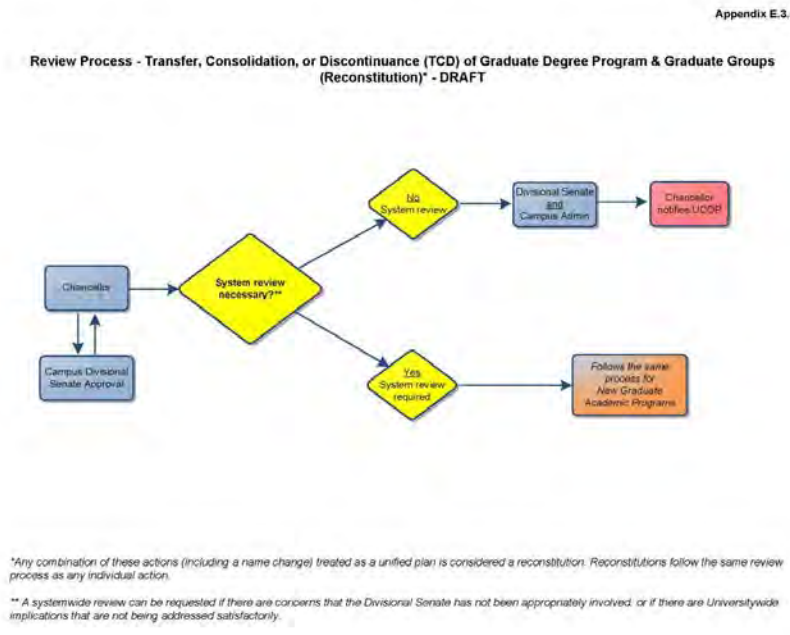 Appendix E.3.
Review Process - Transfer, Consolidation, or Discontinuance (TCD) of Graduate Degree Program & Graduate Groups
(Reconstitution)* - DRAFT
No
System review
Divisional Senate
and
Campus Admin
Chancellor
notifies UCOP
Chancellor
System review
necessary?**
Campus Divisional
Senate Approval
Yes
System review
required
Follows the same
process for
New Graduate
Academic Programs
*Any combination of these actions (including a name change) treated as a unified plan is considered a reconstitution. Reconstitutions follow the same review
process as any individual action.
** A systemwide review can be requested if there are concerns that the Divisional Senate has not been appropriately involved. or if there are Universitywide
implications that are not being addressed satisfactorily.